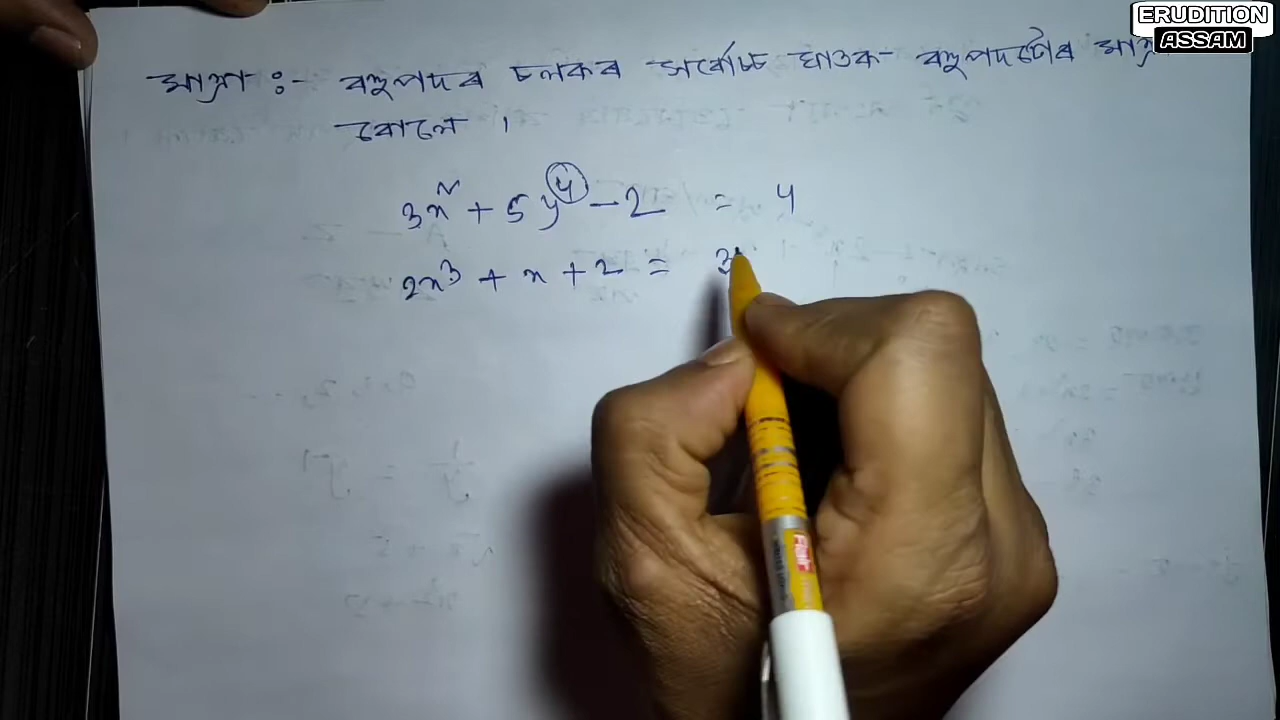 ERUDITION
ASSAM
মাত্ৰা :- বহুপদৰ চলকৰ সৰ্বোচ্চ ঘাতক বহুপদটোৰ
বোলে ।
3x² + 5y⁴ - 2 = 4
2x³ + x + 2 = 3